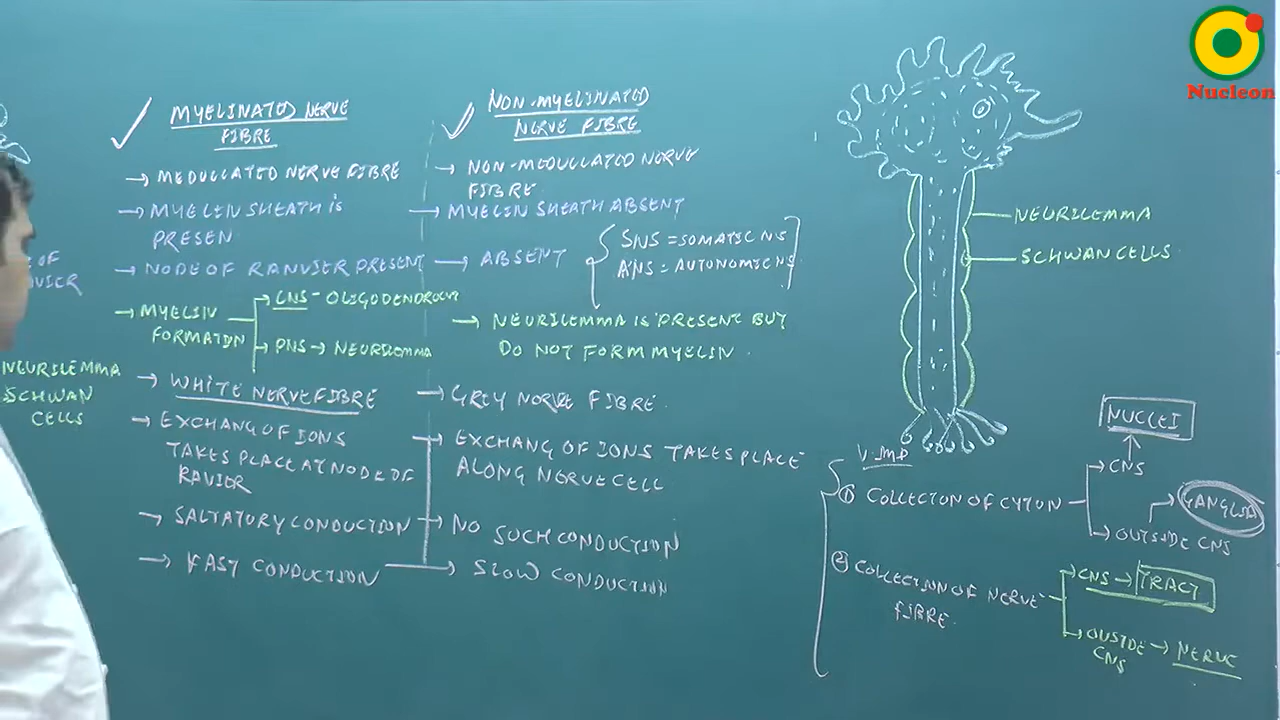 Nucleon
MYELINATED NERVE
FIBRE
→ MEDULLATED NERVE FIBRE
→ MYELIN SHEATH IS
PRESEN
→ NODE OF RANVIER PRESENT
→ MYELIN
FORMATON
→ CNS - OLIGODENDROCYT
→ PNS → NEURILEMMA
→ WHITE NERVE FIBRE
→ EXCHANG OF IONS
TAKES PLACE AT NODE OF
RAVIER
→ SALTATORY CONDUCTION
→ FAST CONDUCTION
NON-MYELINATED
NERVE FIBRE
→ NON-MEDULLATED NERVE
FIBRE
→ MYELIN SHEATH ABSENT
→ ABSENT
SNS = SOMATIC NS
ANS = AUTONOMIC NS
→ NEURILEMMA IS PRESENT BUT
DO NOT FORM MYELIN.
→ GREY NERVE FIBRE.
→ EXCHANG OF IONS TAKES PLACE
ALONG NERVE CELL
→ NO SUCH CONDUCTION
→ SLOW CONDUCTION
OF
NEURILEMMA
SCHWAN
CELLS
NEURILEMMA
SCHWAN CELLS
V.IMP
① COLLECTON OF CYTON
→ CNS
NUCLEI
→ OUTSIDE CNS
GANGLIA
② COLLECTION OF NERVE
FIBRE.
→ CNS → TRACT
→ OUTSIDE → NERVE
CNS